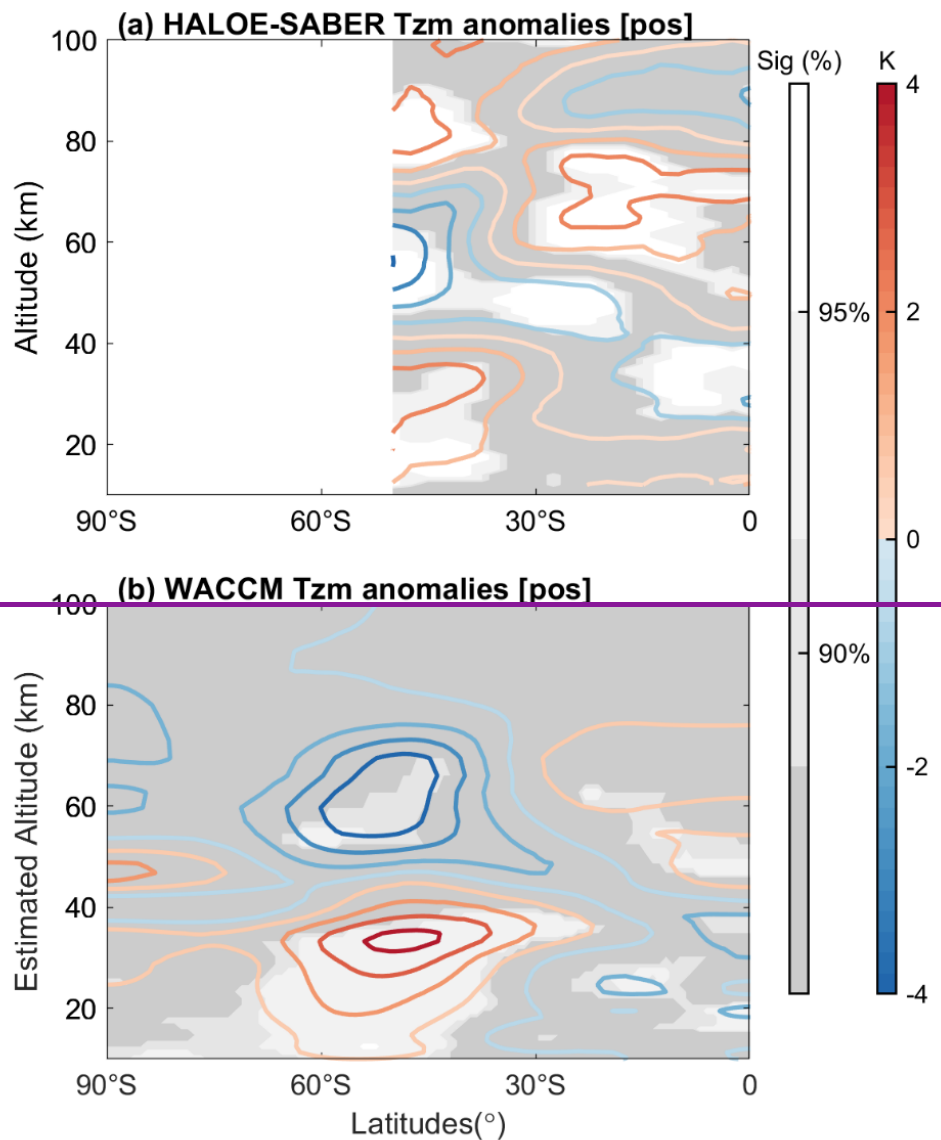 (a) HALOE-SABER Tzm anomalies [pos]
Sig (%)
K
Altitude (km)
100
80
60
40
20
90°S
60°S
30°S
0
95%
90%
4
2
0
-2
-4
(b) WACCM Tzm anomalies [pos]
Estimated Altitude (km)
100
80
60
40
20
90°S
60°S
30°S
0
Latitudes(°)